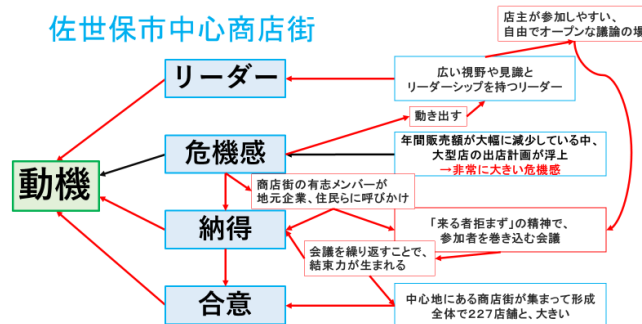 佐世保市中心商店街
店主が参加しやすい、
自由でオープンな議論の場
リーダー
広い視野や見識と
リーダーシップを持つリーダー
動き出す
危機感
年間販売額が大幅に減少している中、
大型店の出店計画が浮上
→非常に大きい危機感
動機
商店街の有志メンバーが
地元企業、住民らに呼びかけ
納得
「来る者拒まず」の精神で、
参加者を巻き込む会議
会議を繰り返すことで、
結束力が生まれる
合意
中心地にある商店街が集まって形成
全体で227店舗と、大きい